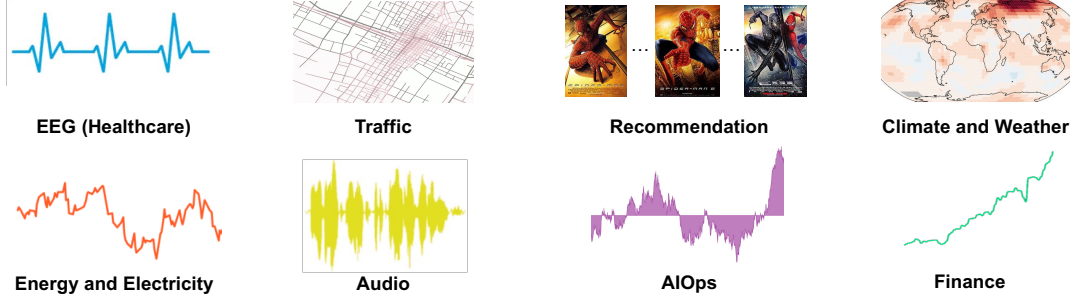 EEG (Healthcare)
Traffic
Recommendation
Climate and Weather
Energy and Electricity
Audio
AIOps
Finance